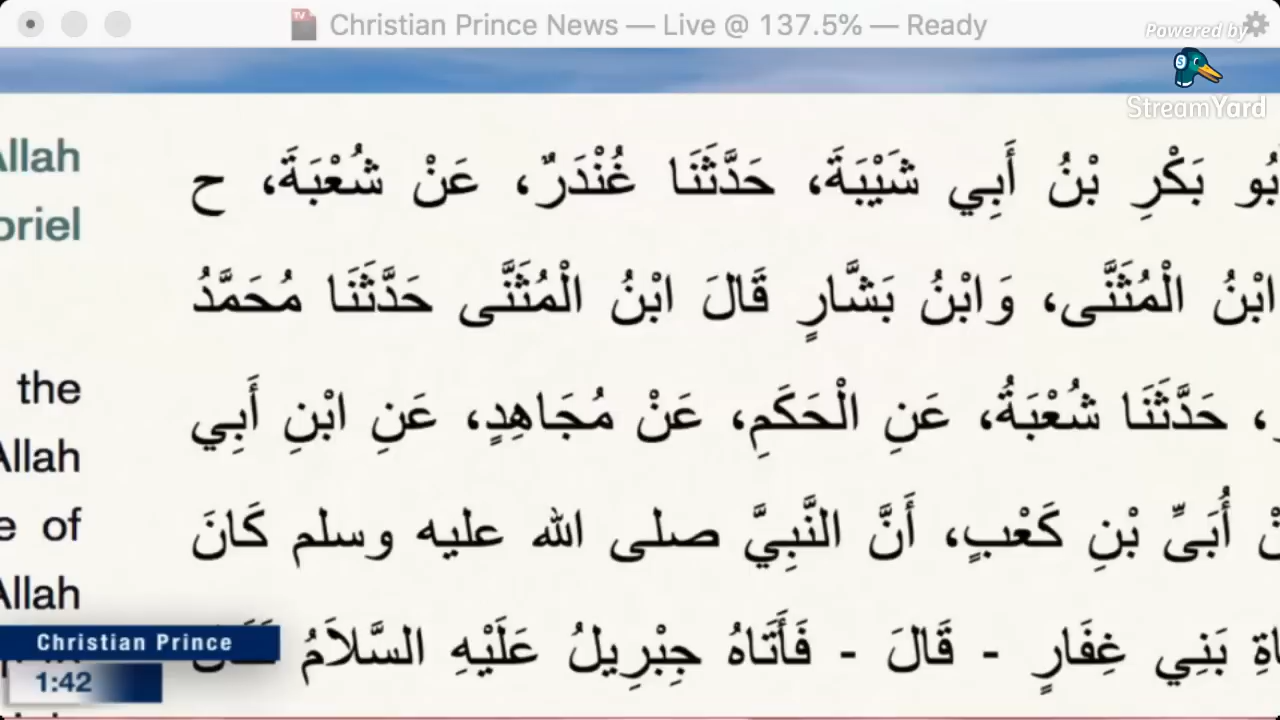 Christian Prince News — Live @ 137.5% — Ready
Powered by
StreamYard
Allah
briel
the
Allah
e of
Allah
بُو بَكْرِ بْنُ أَبِي شَيْبَةَ، حَدَّثَنَا غُنْدَرٌ، عَنْ شُعْبَةَ، ح
ابْنُ الْمُثَنَّى، وَابْنُ بَشَّارٍ قَالَ ابْنُ الْمُثَنَّى حَدَّثَنَا مُحَمَّدُ
، حَدَّثَنَا شُعْبَةُ، عَنِ الْحَكَمِ، عَنْ مُجَاهِدٍ، عَنِ ابْنِ أَبِي
نْ أُبَىِّ بْنِ كَعْبٍ، أَنَّ النَّبِيَّ صلى الله عليه وسلم كَانَ
اةِ بَنِي غِفَارٍ - قَالَ - فَأَتَاهُ جِبْرِيلُ عَلَيْهِ السَّلاَمُ
Christian Prince
1:42